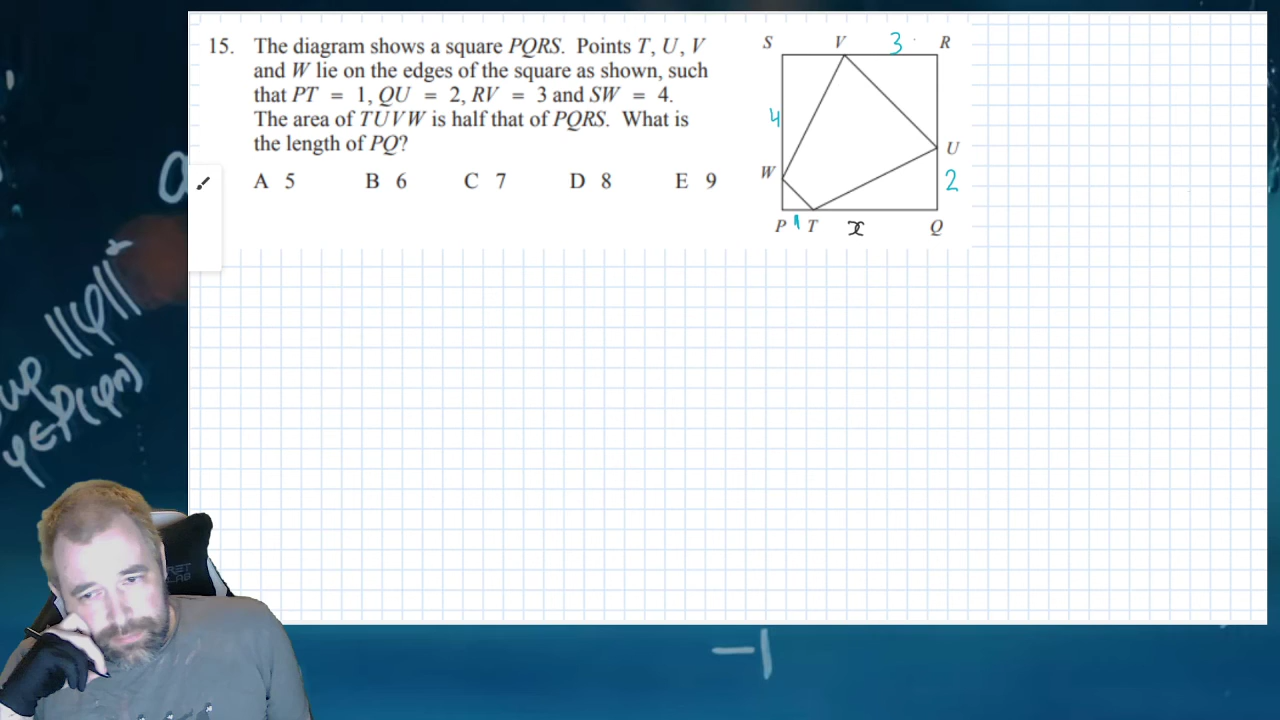 15. The diagram shows a square PQRS. Points T, U, V
and W lie on the edges of the square as shown, such
that PT = 1, QU = 2, RV = 3 and SW = 4.
The area of TUVW is half that of PQRS. What is
the length of PQ?
A 5 B 6 C 7 D 8 E 9
S V 3 R
4
W U
2
P 1 T x Q
||φ||
φ∈P(φn)
-1